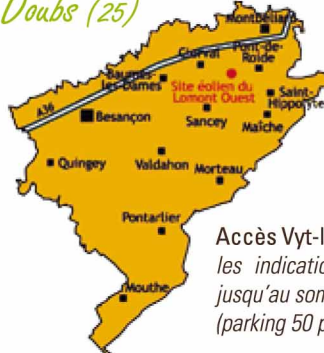 Doubs (25)
Montbéliard
Clerval
Pont-de-
Roide
Baumes-
les-Dames
Site éolien du
Lomont Ouest
A36
Saint-
Hippolyte
Besançon
Sancey
Maîche
Quingey
Valdahon
Morteau
Pontarlier
Accès Vyt-l
les indicatio
jusqu'au som
(parking 50 p
Mouthe